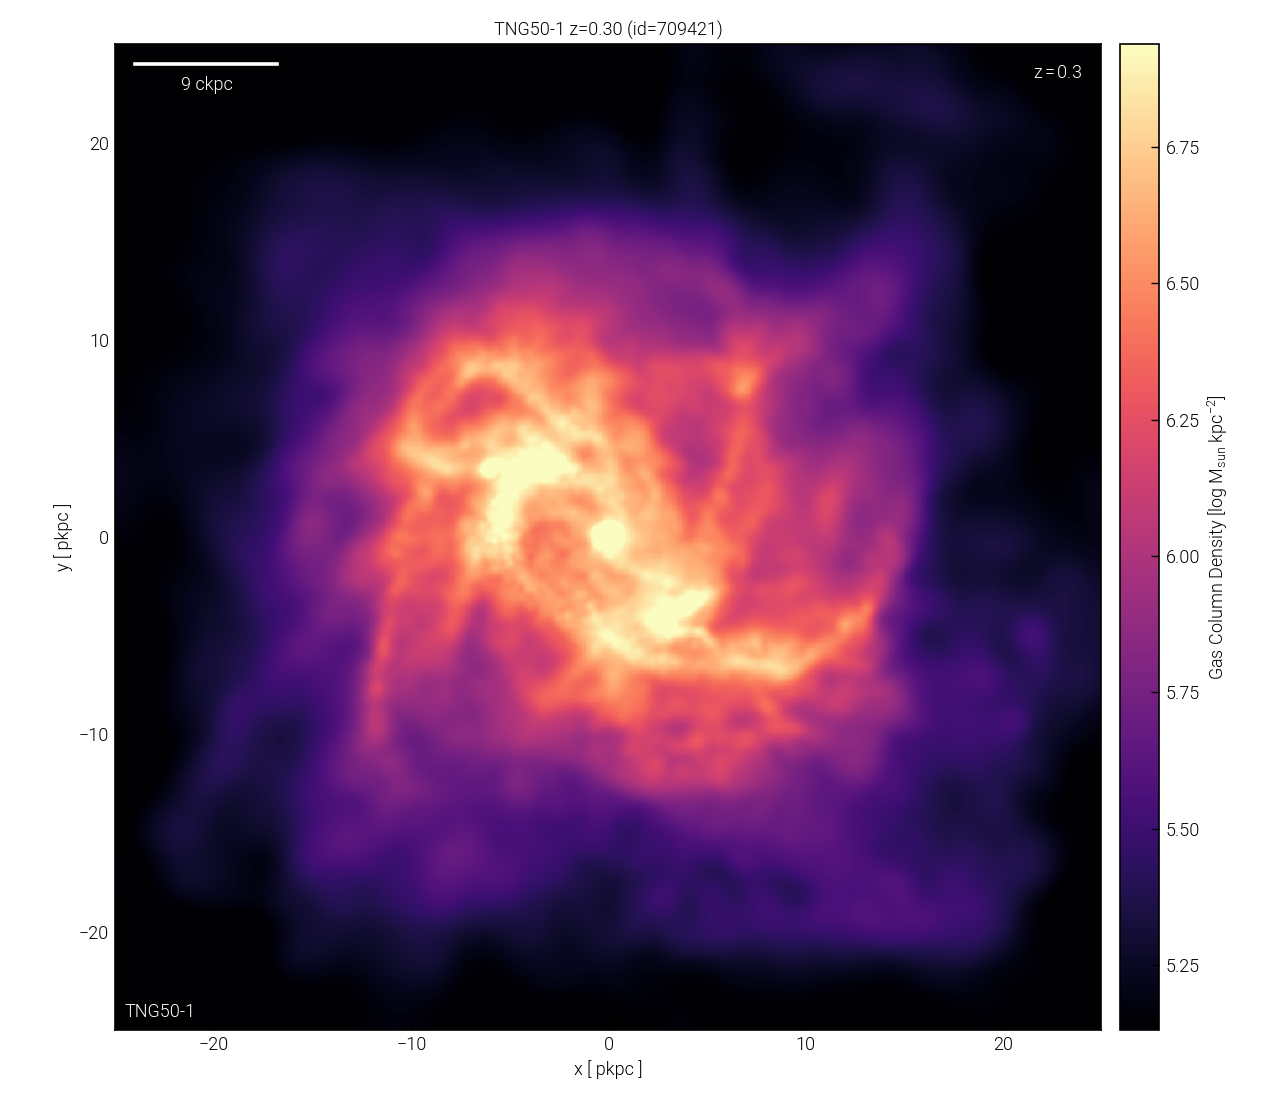 TNG50-1 z=0.30 (id=709421)
9 ckpc
z=0.3
TNG50-1
20
10
0
−10
−20
y [ pkpc ]
−20
−10
0
10
20
x [ pkpc ]
6.75
6.50
6.25
6.00
5.75
5.50
5.25
Gas Column Density [log M_sun kpc^−2]